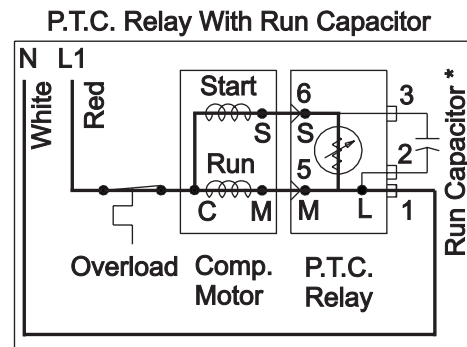 P.T.C. Relay With Run Capacitor
N L1
White
Red
Start
Run
S
C
M
6
S
5
M
L
3
2
1
Run Capacitor *
Overload
Comp.
Motor
P.T.C.
Relay